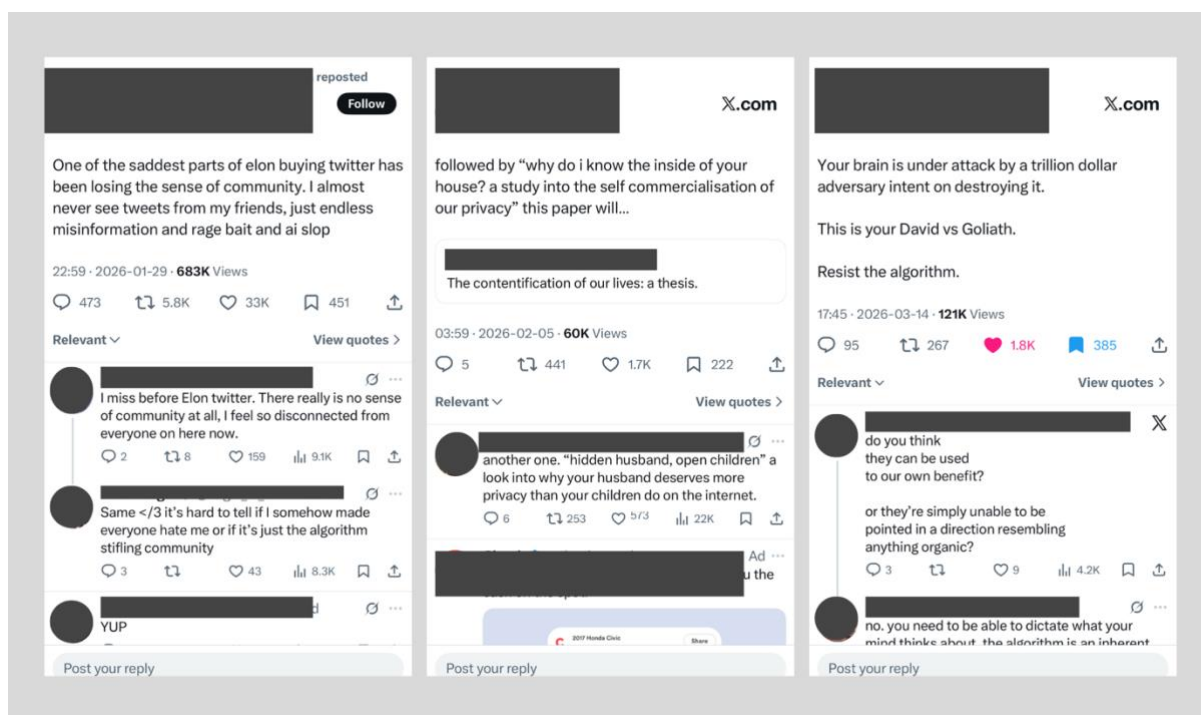 reposted
Follow
One of the saddest parts of elon buying twitter has
been losing the sense of community. I almost
never see tweets from my friends, just endless
misinformation and rage bait and ai slop
22:59 · 2026-01-29 · 683K Views
473 5.8K 33K 451
Relevant
View quotes >
I miss before Elon twitter. There really is no sense
of community at all, I feel so disconnected from
everyone on here now.
2 8 159 9.1K
Same </3 it's hard to tell if I somehow made
everyone hate me or if it's just the algorithm
stifling community
3 43 8.3K
YUP
Post your reply
X.com
followed by “why do i know the inside of your
house? a study into the self commercialisation of
our privacy” this paper will...
The contentification of our lives: a thesis.
03:59 · 2026-02-05 · 60K Views
5 441 1.7K 222
Relevant
View quotes >
another one. “hidden husband, open children” a
look into why your husband deserves more
privacy than your children do on the internet.
6 253 573 22K
Ad
u the
2017 Honda Civic
Share
Post your reply
X.com
Your brain is under attack by a trillion dollar
adversary intent on destroying it.
This is your David vs Goliath.
Resist the algorithm.
17:45 · 2026-03-14 · 121K Views
95 267 1.8K 385
Relevant
View quotes >
do you think
they can be used
to our own benefit?
or they're simply unable to be
pointed in a direction resembling
anything organic?
3 9 4.2K
no. you need to be able to dictate what your
mind thinks about. the algorithm is an inherent
Post your reply